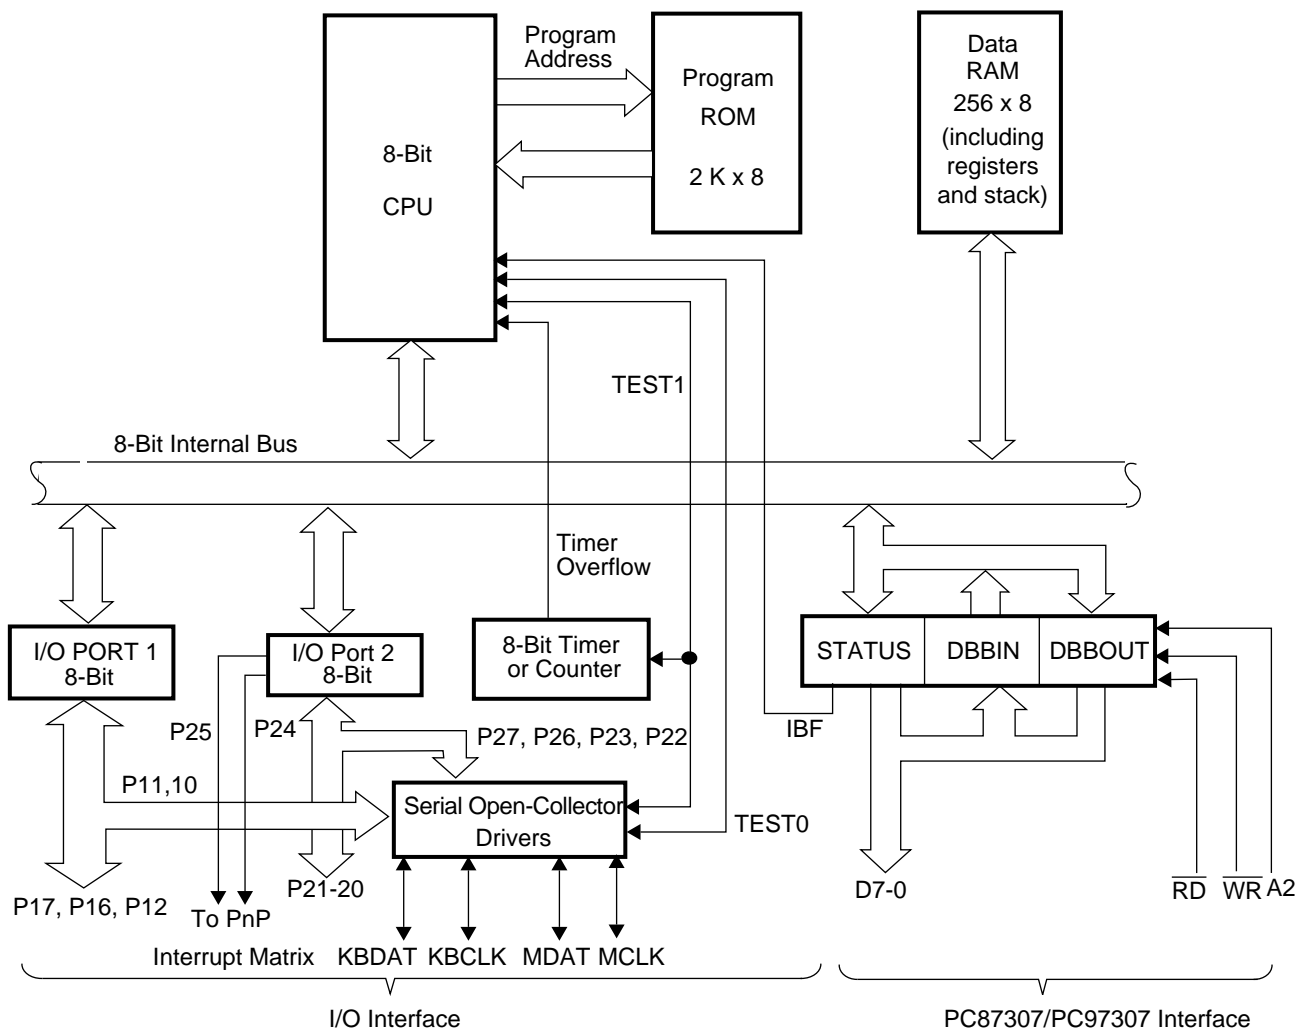 Program
Address
Program
ROM
2 K x 8
8-Bit
CPU
Data
RAM
256 x 8
(including
registers
and stack)
TEST1
8-Bit Internal Bus
Timer
Overflow
I/O PORT 1
8-Bit
I/O Port 2
8-Bit
8-Bit Timer
or Counter
STATUS
DBBIN
DBBOUT
P25
P24
P27, P26, P23, P22
IBF
P11,10
Serial Open-Collector
Drivers
TEST0
P17, P16, P12
To PnP
P21-20
D7-0
RD
WR
A2
Interrupt Matrix
KBDAT
KBCLK
MDAT
MCLK
I/O Interface
PC87307/PC97307 Interface